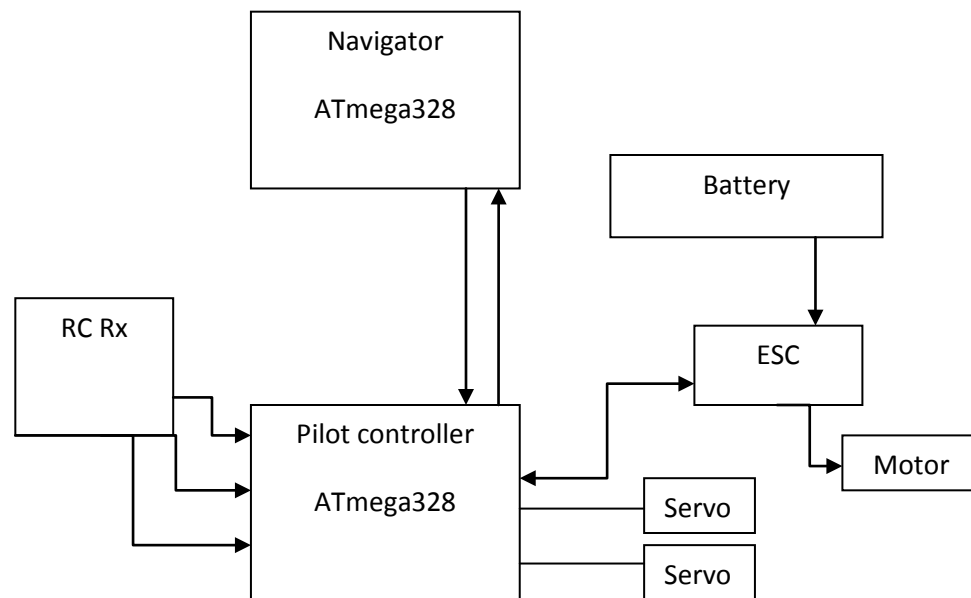 Navigator
ATmega328
Battery
RC Rx
ESC
Pilot controller
ATmega328
Motor
Servo
Servo